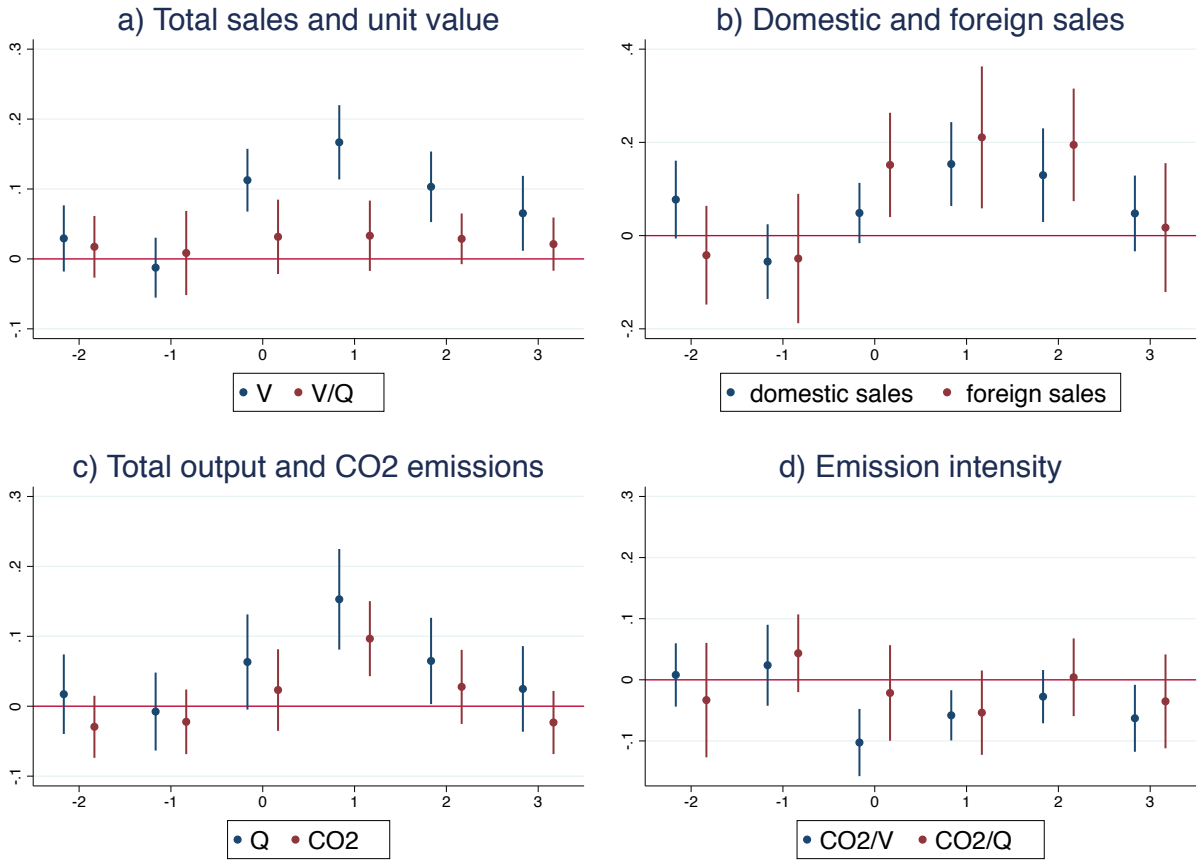 a) Total sales and unit value
.3
.2
.1
0
-.1
-2 -1 0 1 2 3
V V/Q
b) Domestic and foreign sales
.4
.2
0
-.2
-2 -1 0 1 2 3
domestic sales foreign sales
c) Total output and CO2 emissions
.3
.2
.1
0
-.1
-2 -1 0 1 2 3
Q CO2
d) Emission intensity
.3
.2
.1
0
-.1
-2 -1 0 1 2 3
CO2/V CO2/Q